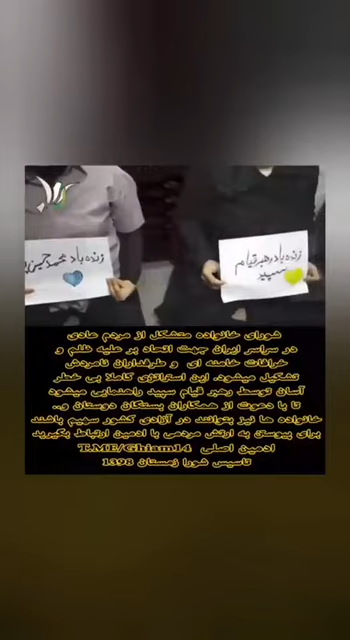 زنده باد محمد حسین
زنده باد رهبر قیام
سپید
شورای خانواده متشکل از مردم عادی
در سراسر ایران جهت اتحاد بر علیه ظلم و
خرافات خامنه ای و طرفداران نامردش
تشکیل میشود. این استراتژی کاملا بی خطر
آسان توسط رهبر قیام سپید راهنمایی میشود
تا با دعوت از همکاران بستگان دوستان و..
خانواده ها نیز بتوانند در آزادی کشور سهیم باشند
برای پیوستن به ارتش مردمی با ادمین ارتباط بگیرید
ادمین اصلی T.ME/Ghiam14
تاسیس شورا زمستان 1398